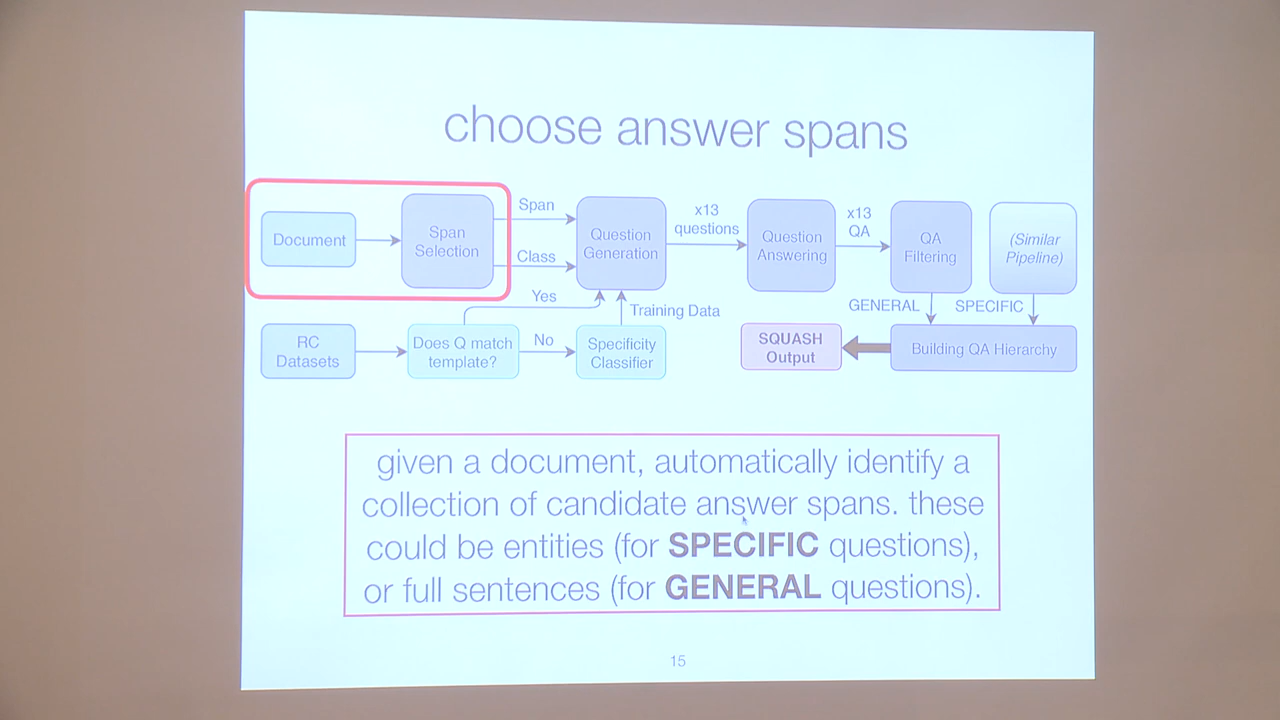 choose answer spans
Document
Span
Selection
Span
Class
Question
Generation
x13
questions
Question
Answering
x13
QA
QA
Filtering
(Similar
Pipeline)
Yes
Training Data
GENERAL
SPECIFIC
RC
Datasets
Does Q match
template?
No
Specificity
Classifier
SQUASH
Output
Building QA Hierarchy
given a document, automatically identify a
collection of candidate answer spans. these
could be entities (for SPECIFIC questions),
or full sentences (for GENERAL questions).
15